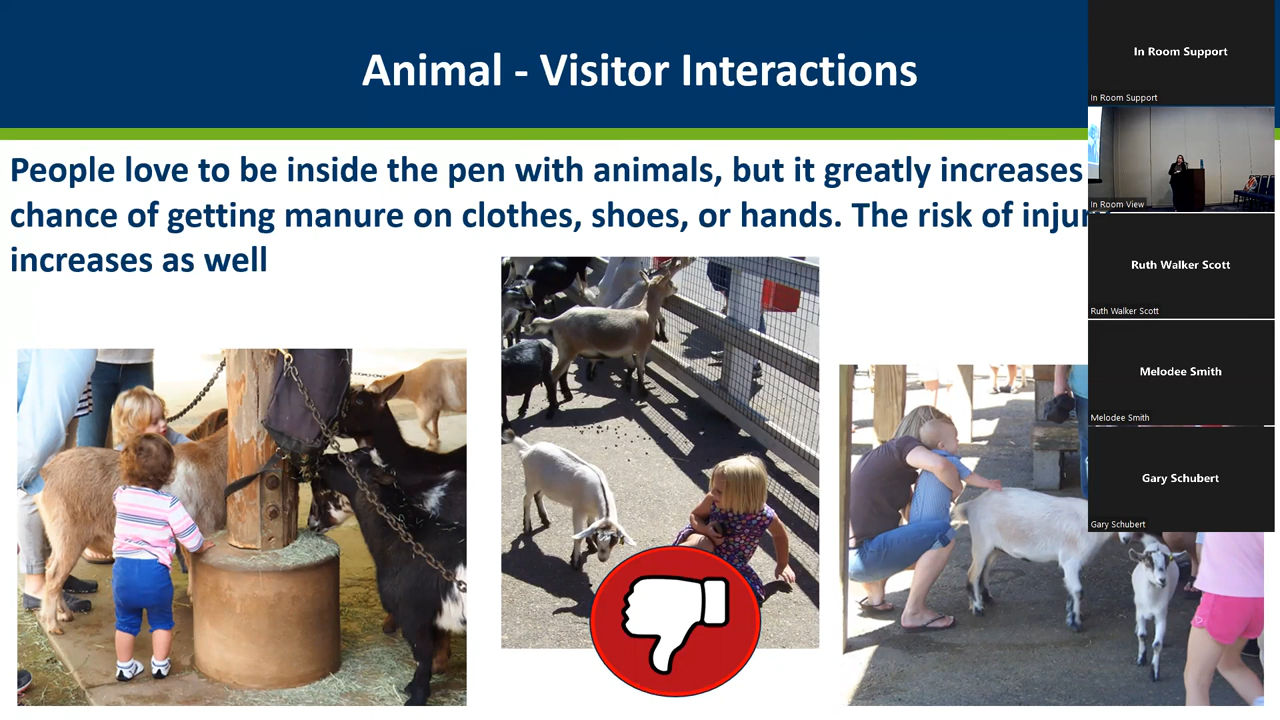 Animal - Visitor Interactions
People love to be inside the pen with animals, but it greatly increases
chance of getting manure on clothes, shoes, or hands. The risk of
increases as well
In Room Support
In Room Support
In Room View
Ruth Walker Scott
Ruth Walker Scott
Melodee Smith
Melodee Smith
Gary Schubert
Gary Schubert